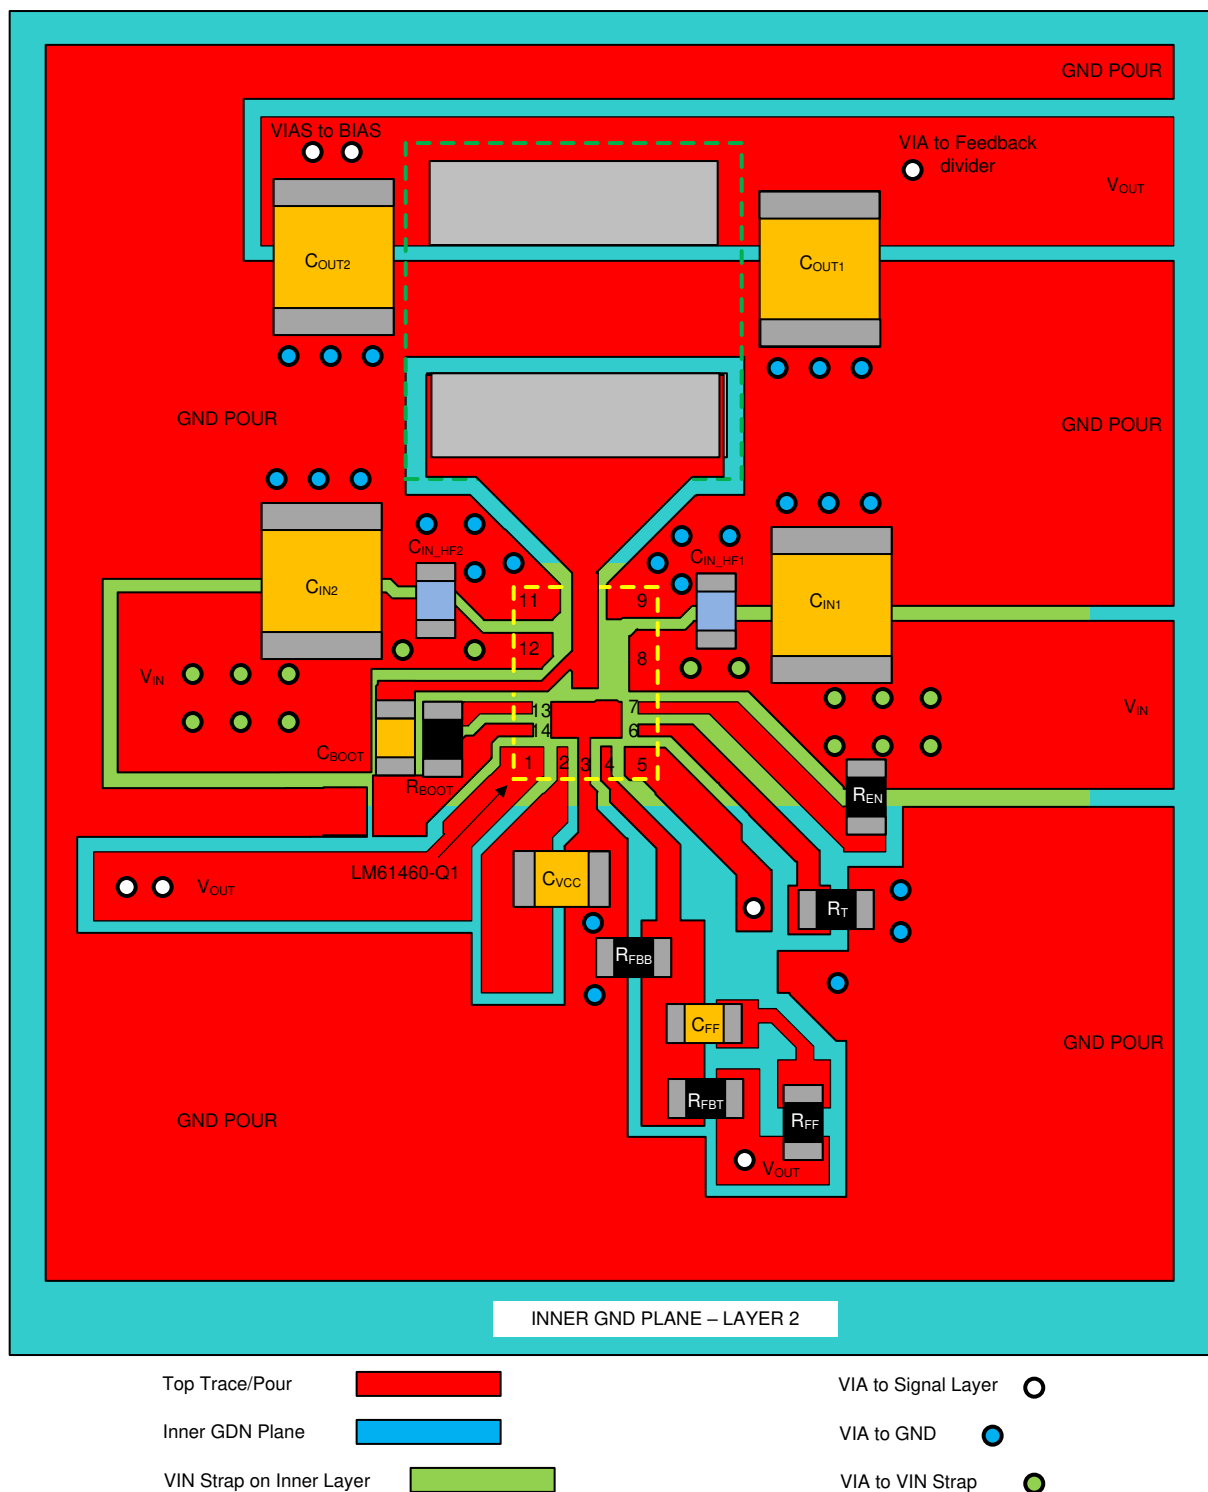 GND POUR
VIAS to BIAS
VIA to Feedback
divider
VOUT
COUT2
COUT1
GND POUR
GND POUR
CIN_HF2
CIN_HF1
CIN2
11
9
CIN1
12
8
VIN
VIN
13
7
14
6
CBOOT
RBOOT
1
2
3
4
5
REN
LM61460-Q1
VOUT
CVCC
RT
RFBB
CFF
GND POUR
RFBT
GND POUR
RFF
VOUT
INNER GND PLANE – LAYER 2
Top Trace/Pour
VIA to Signal Layer
Inner GDN Plane
VIA to GND
VIN Strap on Inner Layer
VIA to VIN Strap